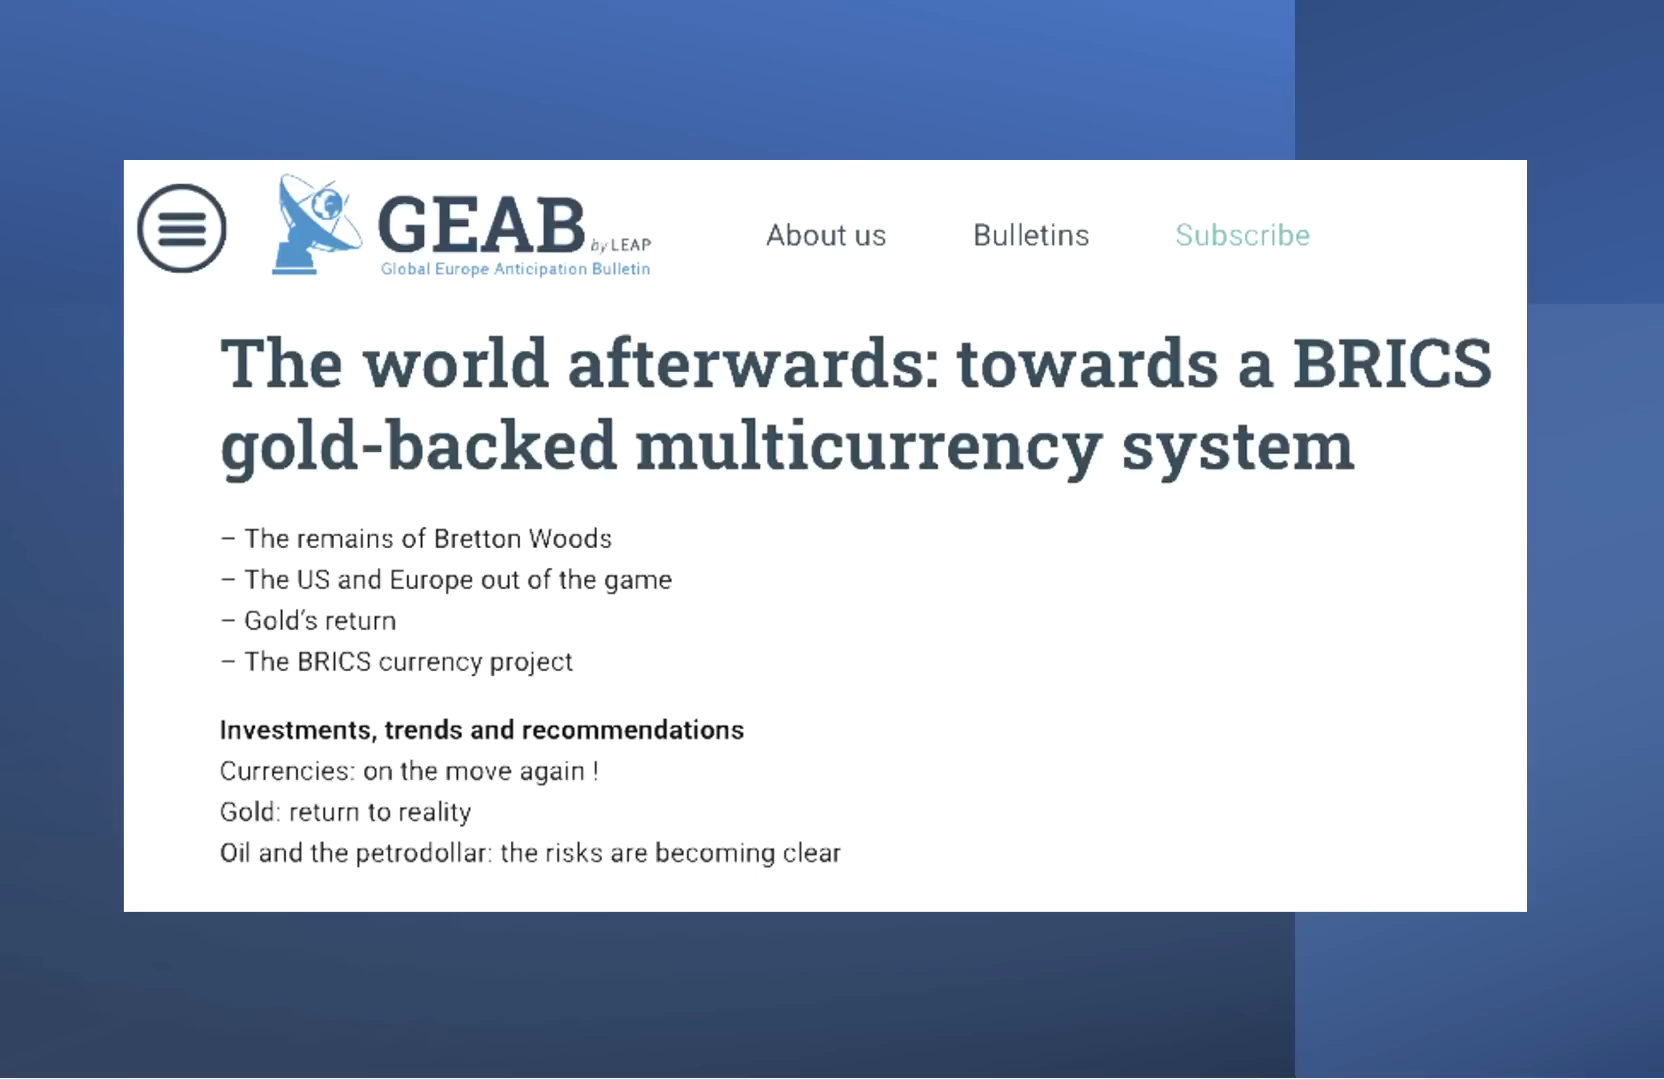 GEAB by LEAP
Global Europe Anticipation Bulletin
About us
Bulletins
Subscribe
The world afterwards: towards a BRICS
gold-backed multicurrency system
– The remains of Bretton Woods
– The US and Europe out of the game
– Gold’s return
– The BRICS currency project
Investments, trends and recommendations
Currencies: on the move again !
Gold: return to reality
Oil and the petrodollar: the risks are becoming clear